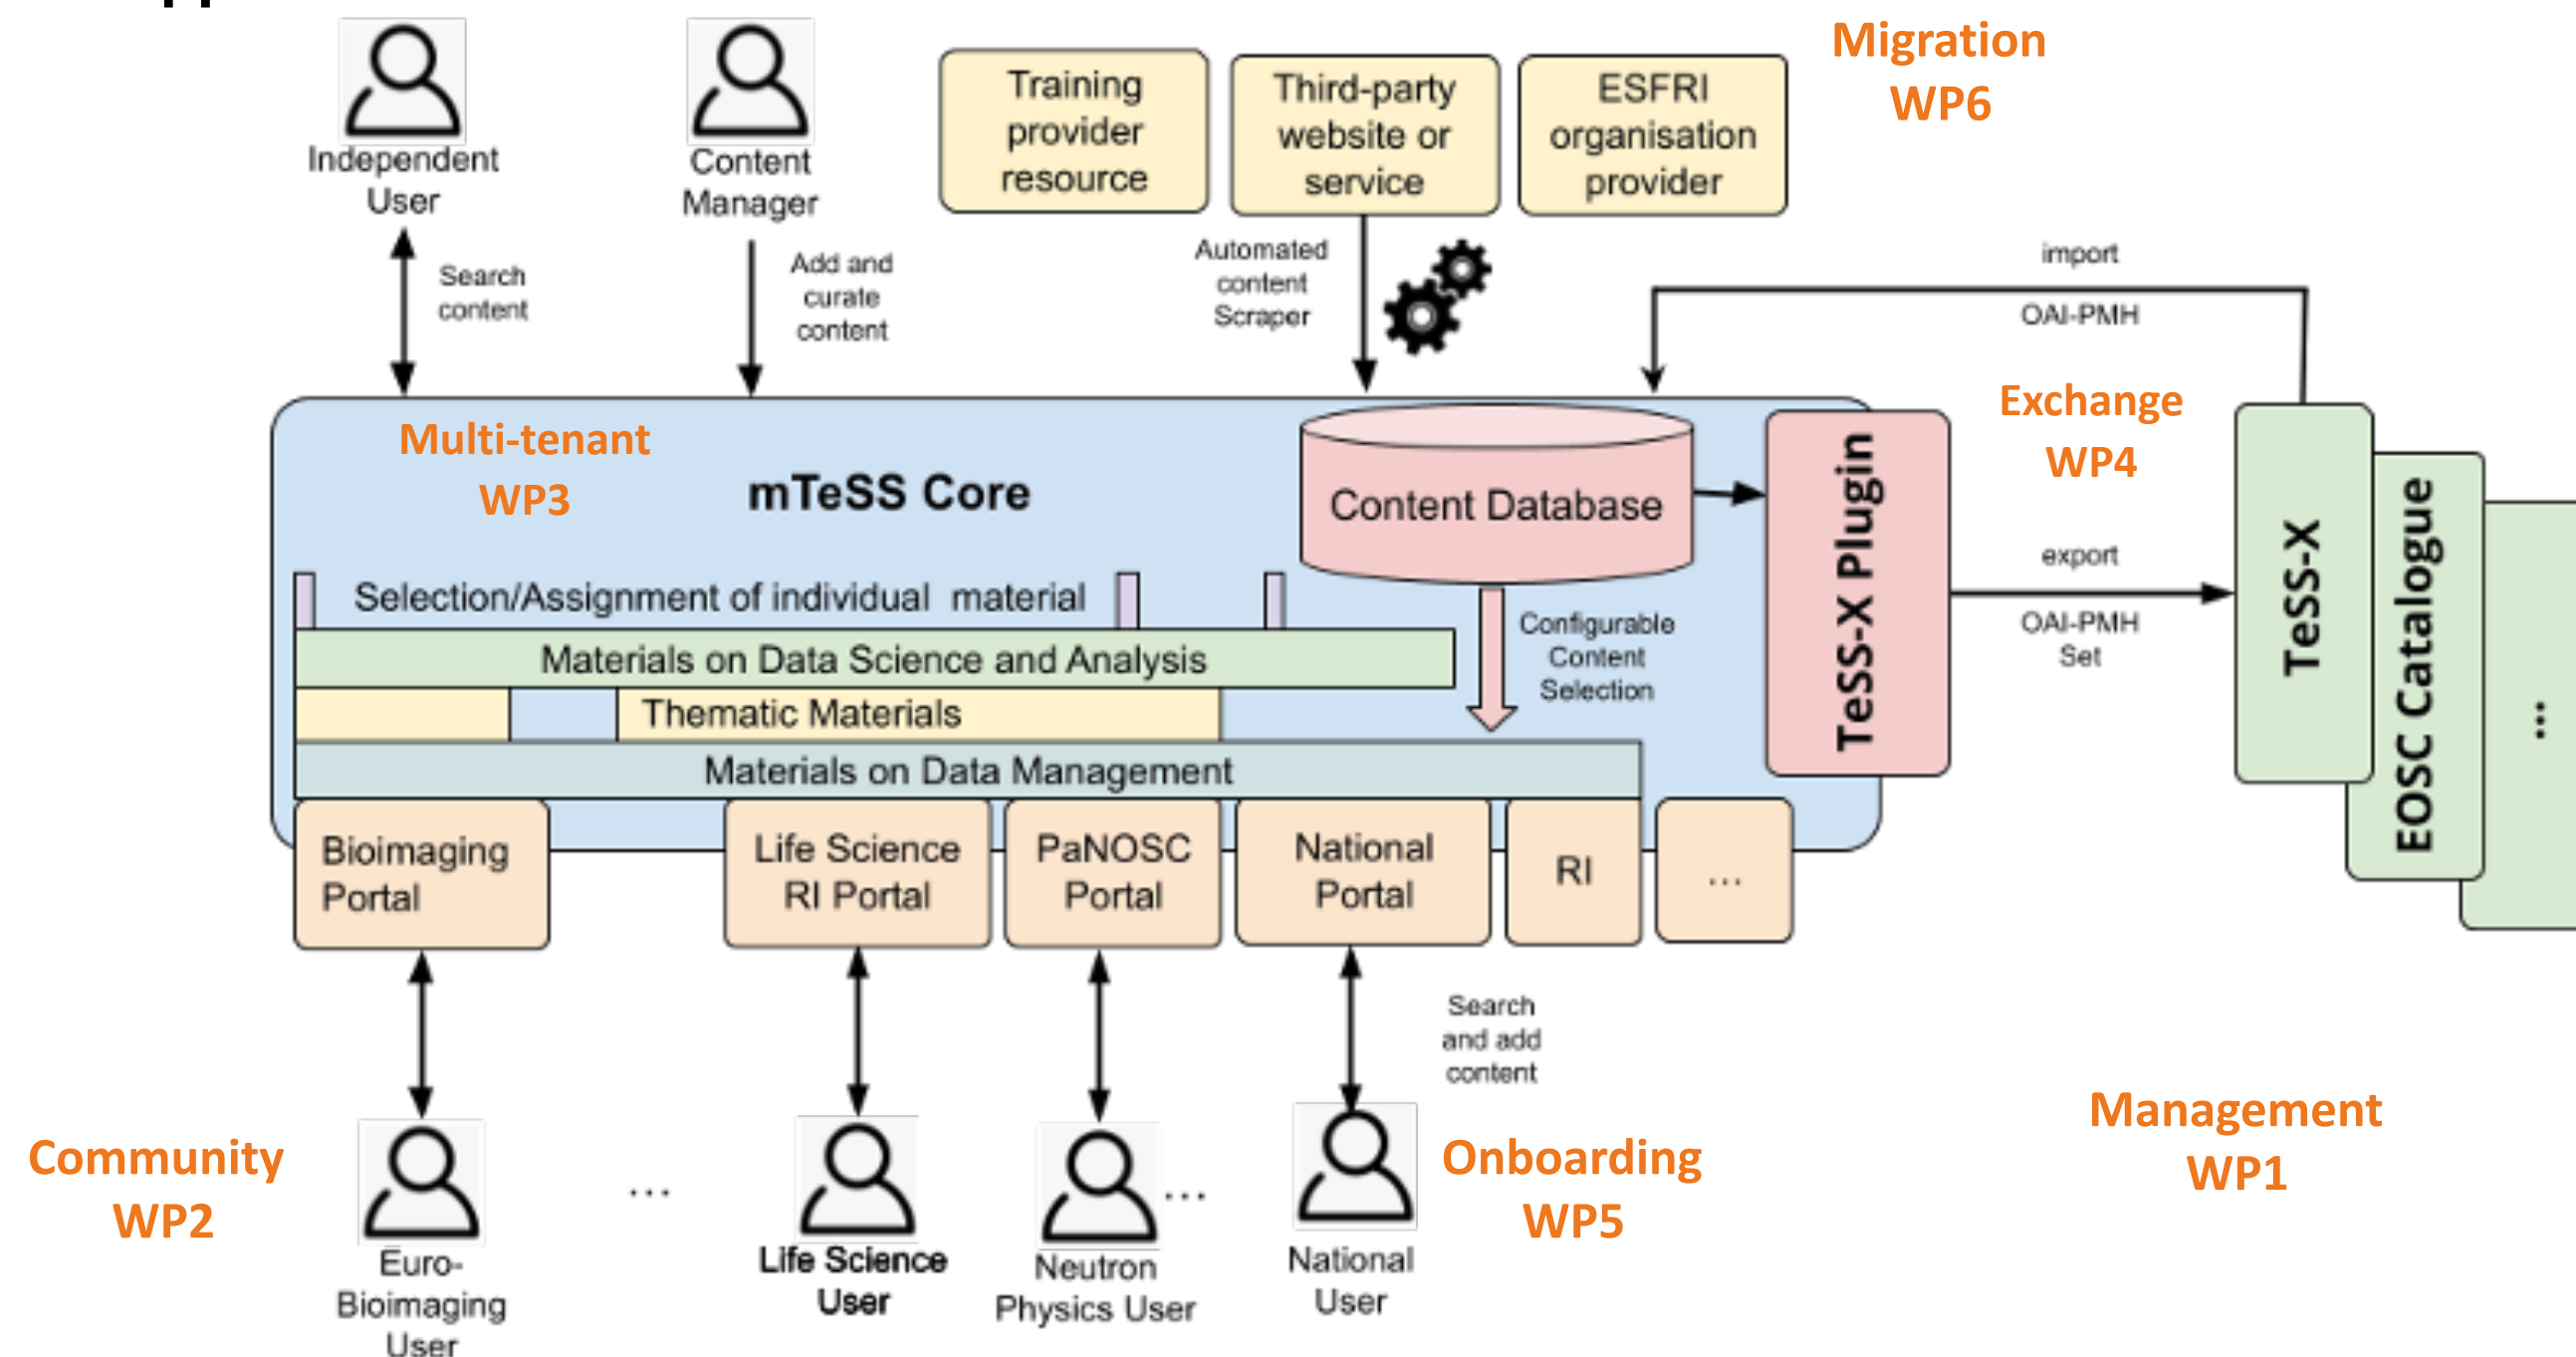 Migration
WP6
Training
provider
resource
Third-party
website or
service
ESFRI
organisation
provider
Independent
User
Content
Manager
Search
content
Add and
curate
content
Automated
content
Scraper
import
OAI-PMH
Multi-tenant
WP3
mTeSS Core
Content Database
TeSS-X Plugin
Exchange
WP4
export
OAI-PMH
Set
TeSS-X
EOSC Catalogue
...
Selection/Assignment of individual material
Materials on Data Science and Analysis
Thematic Materials
Materials on Data Management
Configurable
Content
Selection
Bioimaging
Portal
Life Science
RI Portal
PaNOSC
Portal
National
Portal
RI
...
Search
and add
content
Community
WP2
Euro-
Bioimaging
User
...
Life Science
User
Neutron
Physics User
...
National
User
Onboarding
WP5
Management
WP1